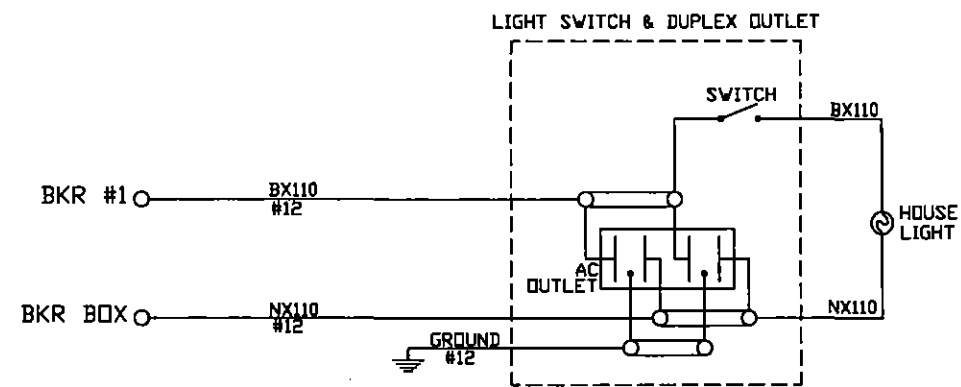 LIGHT SWITCH & DUPLEX OUTLET
SWITCH
BX110
BKR #1
BX110
#12
HOUSE
LIGHT
AC
OUTLET
BKR BOX
NX110
#12
NX110
GROUND
#12